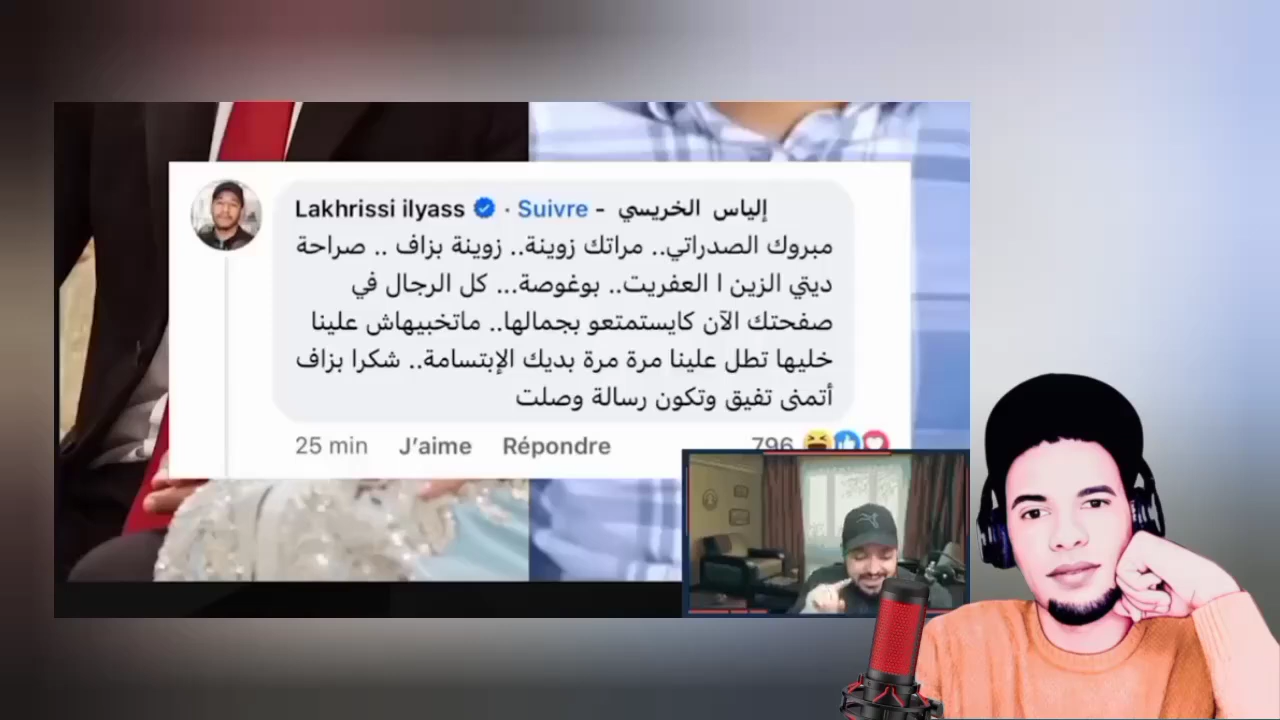 Lakhrissi ilyass · Suivre - إلياس الخريسي
مبروك الصدراتي.. مراتك زوينة.. زوينة بزاف .. صراحة
ديتي الزين ا العفريت.. بوغوصة... كل الرجال في
صفحتك الآن كايستمتعو بجمالها.. ماتخبيهاش علينا
خليها تطل علينا مرة مرة بديك الإبتسامة.. شكرا بزاف
أتمنى تفيق وتكون رسالة وصلت
25 min J'aime Répondre 796